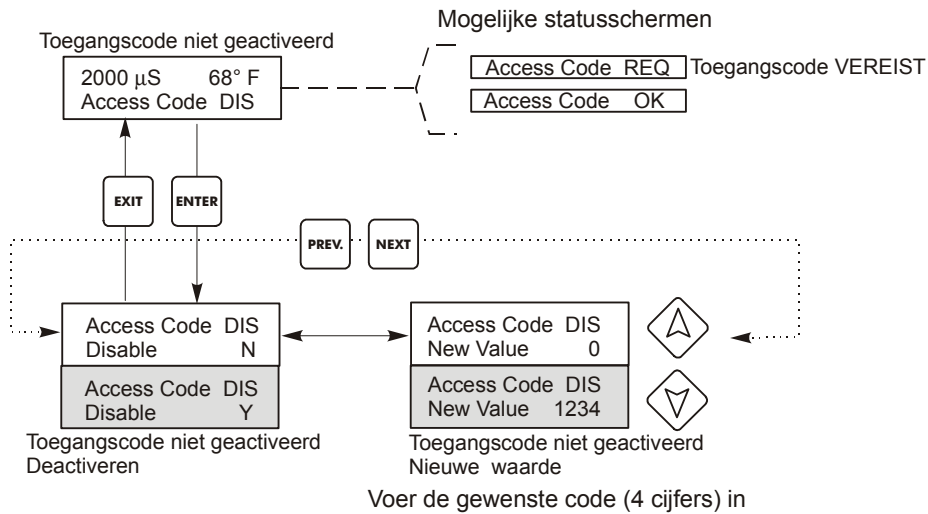 Mogelijke statusschermen
Toegangscode niet geactiveerd
2000 μS 68° F
Access Code DIS
Access Code REQ
Toegangscode VEREIST
Access Code OK
EXIT
ENTER
PREV.
NEXT
Access Code DIS
Disable N
Access Code DIS
Disable Y
Toegangscode niet geactiveerd
Deactiveren
Access Code DIS
New Value 0
Access Code DIS
New Value 1234
Toegangscode niet geactiveerd
Nieuwe waarde
Voer de gewenste code (4 cijfers) in